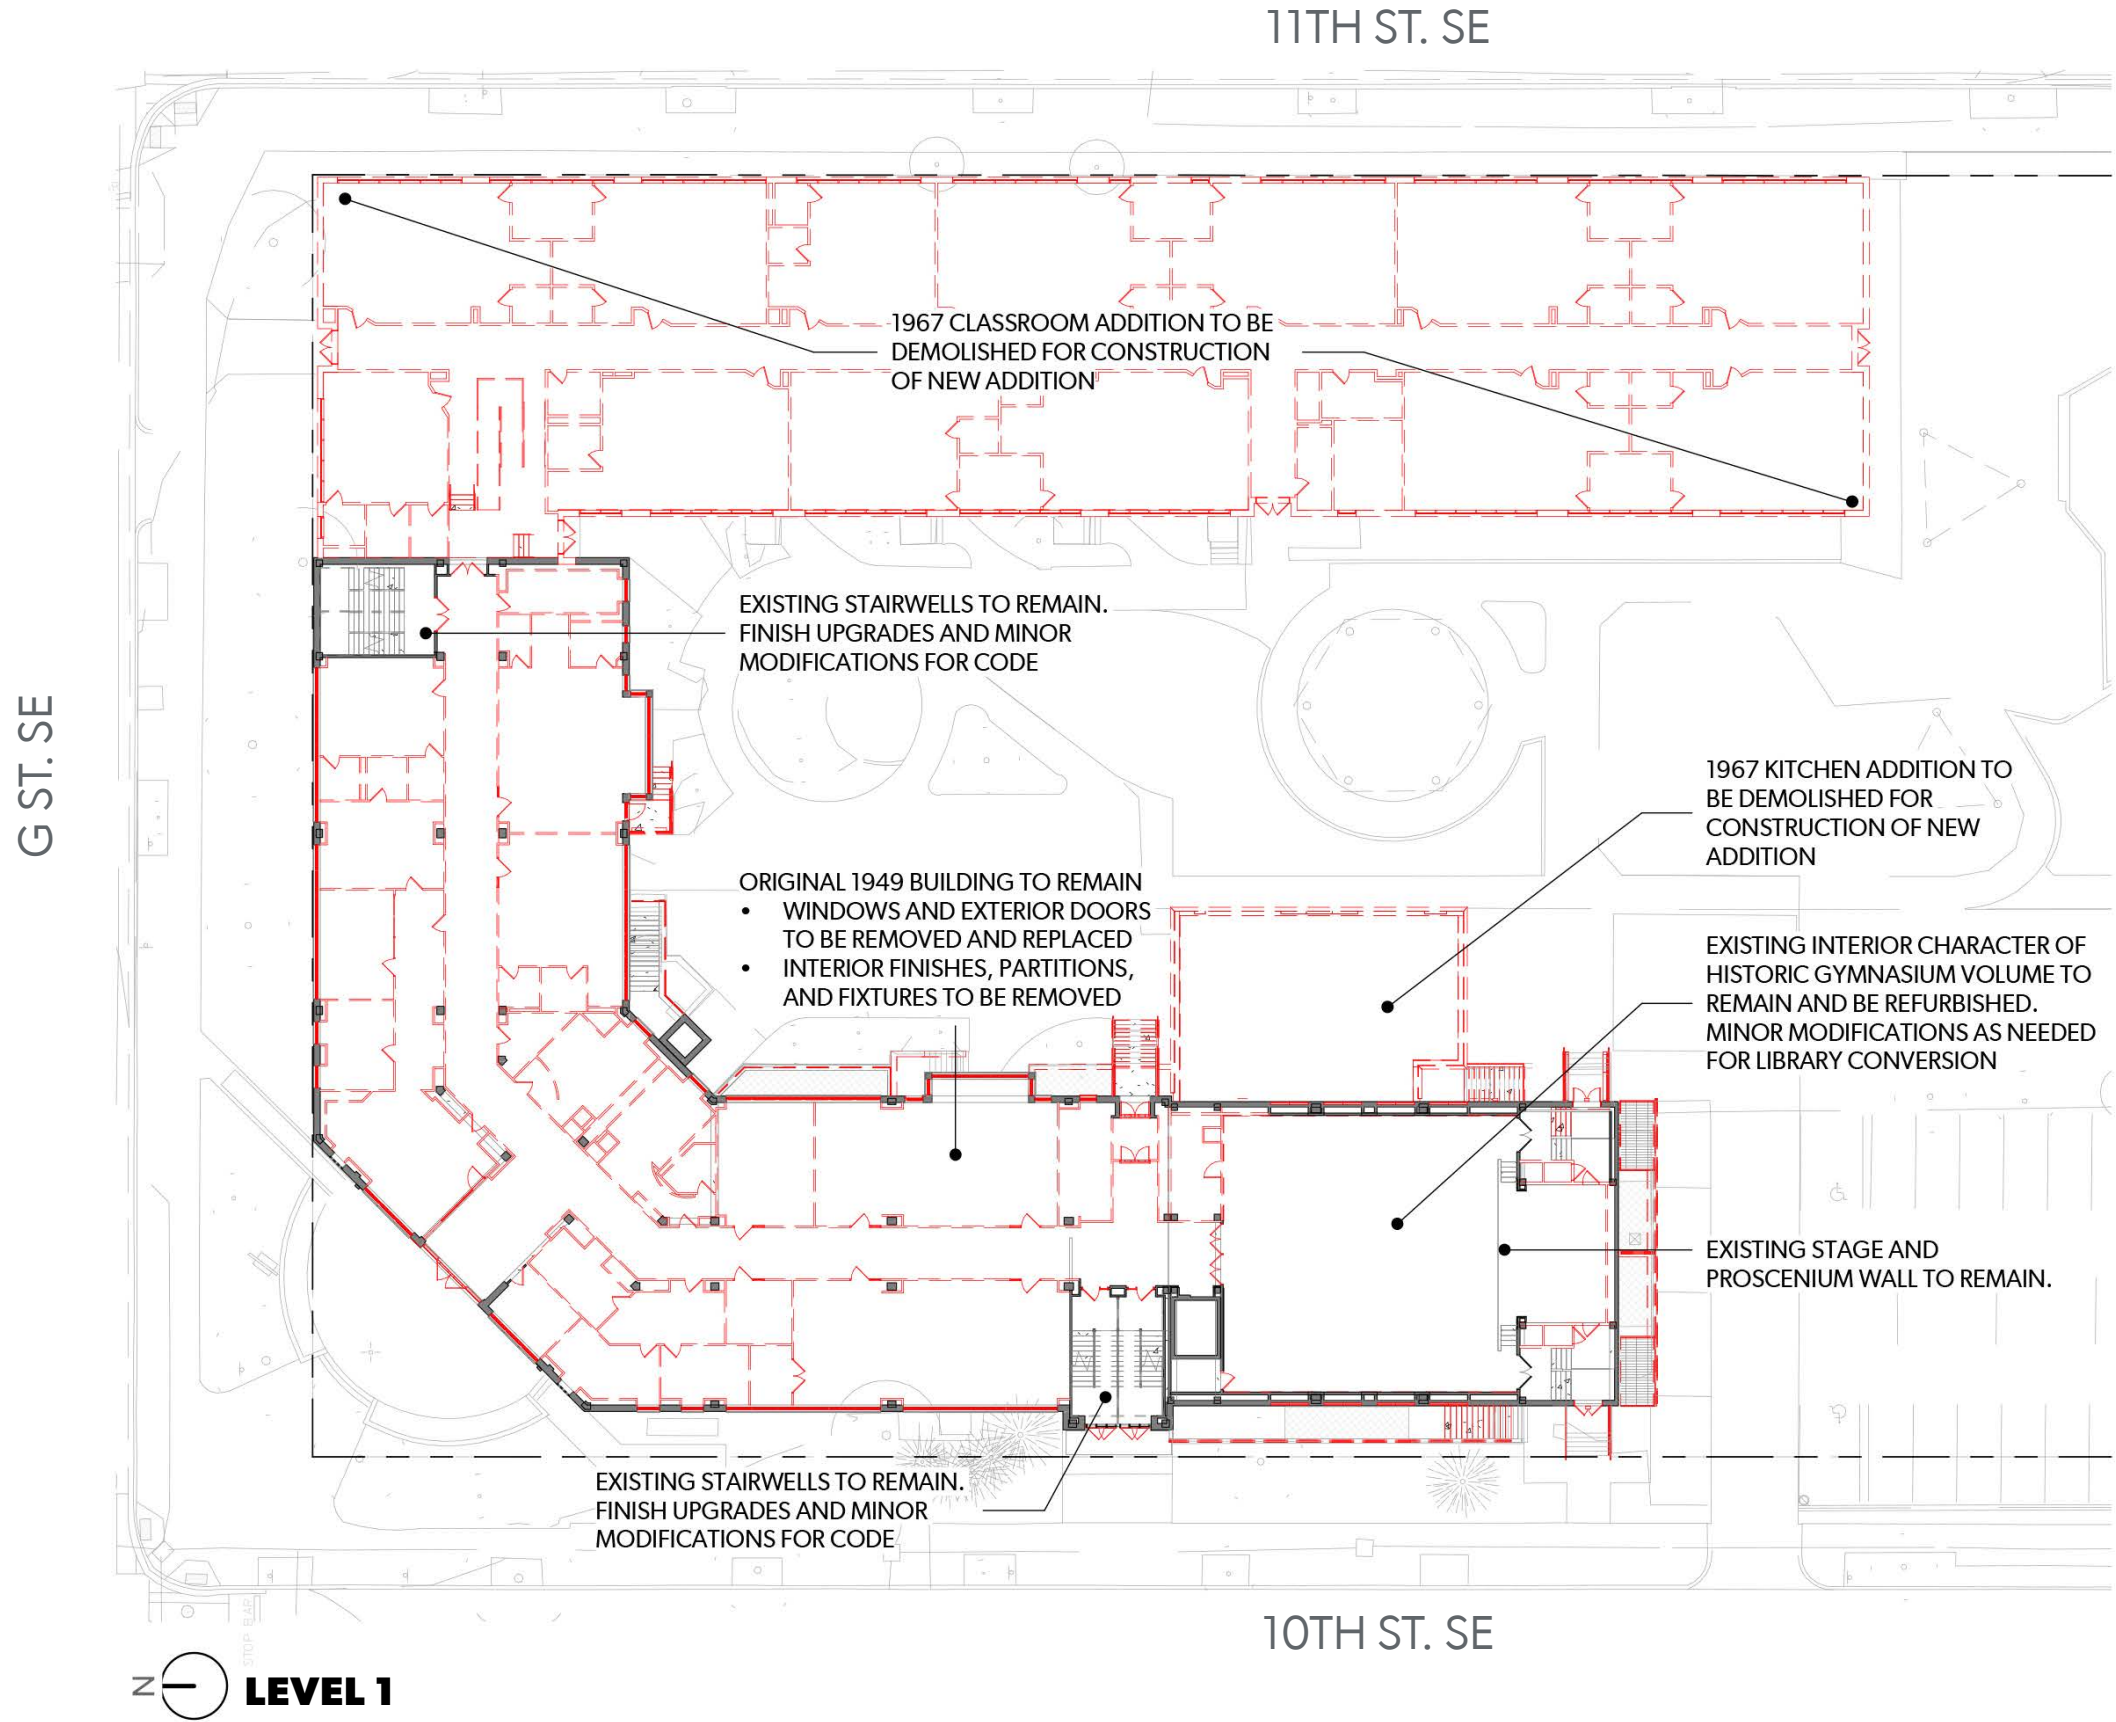 11TH ST. SE
1967 CLASSROOM ADDITION TO BE
DEMOLISHED FOR CONSTRUCTION
OF NEW ADDITION
EXISTING STAIRWELLS TO REMAIN.
FINISH UPGRADES AND MINOR
MODIFICATIONS FOR CODE
G ST. SE
1967 KITCHEN ADDITION TO
BE DEMOLISHED FOR
CONSTRUCTION OF NEW
ADDITION
ORIGINAL 1949 BUILDING TO REMAIN
• WINDOWS AND EXTERIOR DOORS
TO BE REMOVED AND REPLACED
• INTERIOR FINISHES, PARTITIONS,
AND FIXTURES TO BE REMOVED
EXISTING INTERIOR CHARACTER OF
HISTORIC GYMNASIUM VOLUME TO
REMAIN AND BE REFURBISHED.
MINOR MODIFICATIONS AS NEEDED
FOR LIBRARY CONVERSION
EXISTING STAGE AND
PROSCENIUM WALL TO REMAIN.
EXISTING STAIRWELLS TO REMAIN.
FINISH UPGRADES AND MINOR
MODIFICATIONS FOR CODE
STOP BAR
10TH ST. SE
N
LEVEL 1